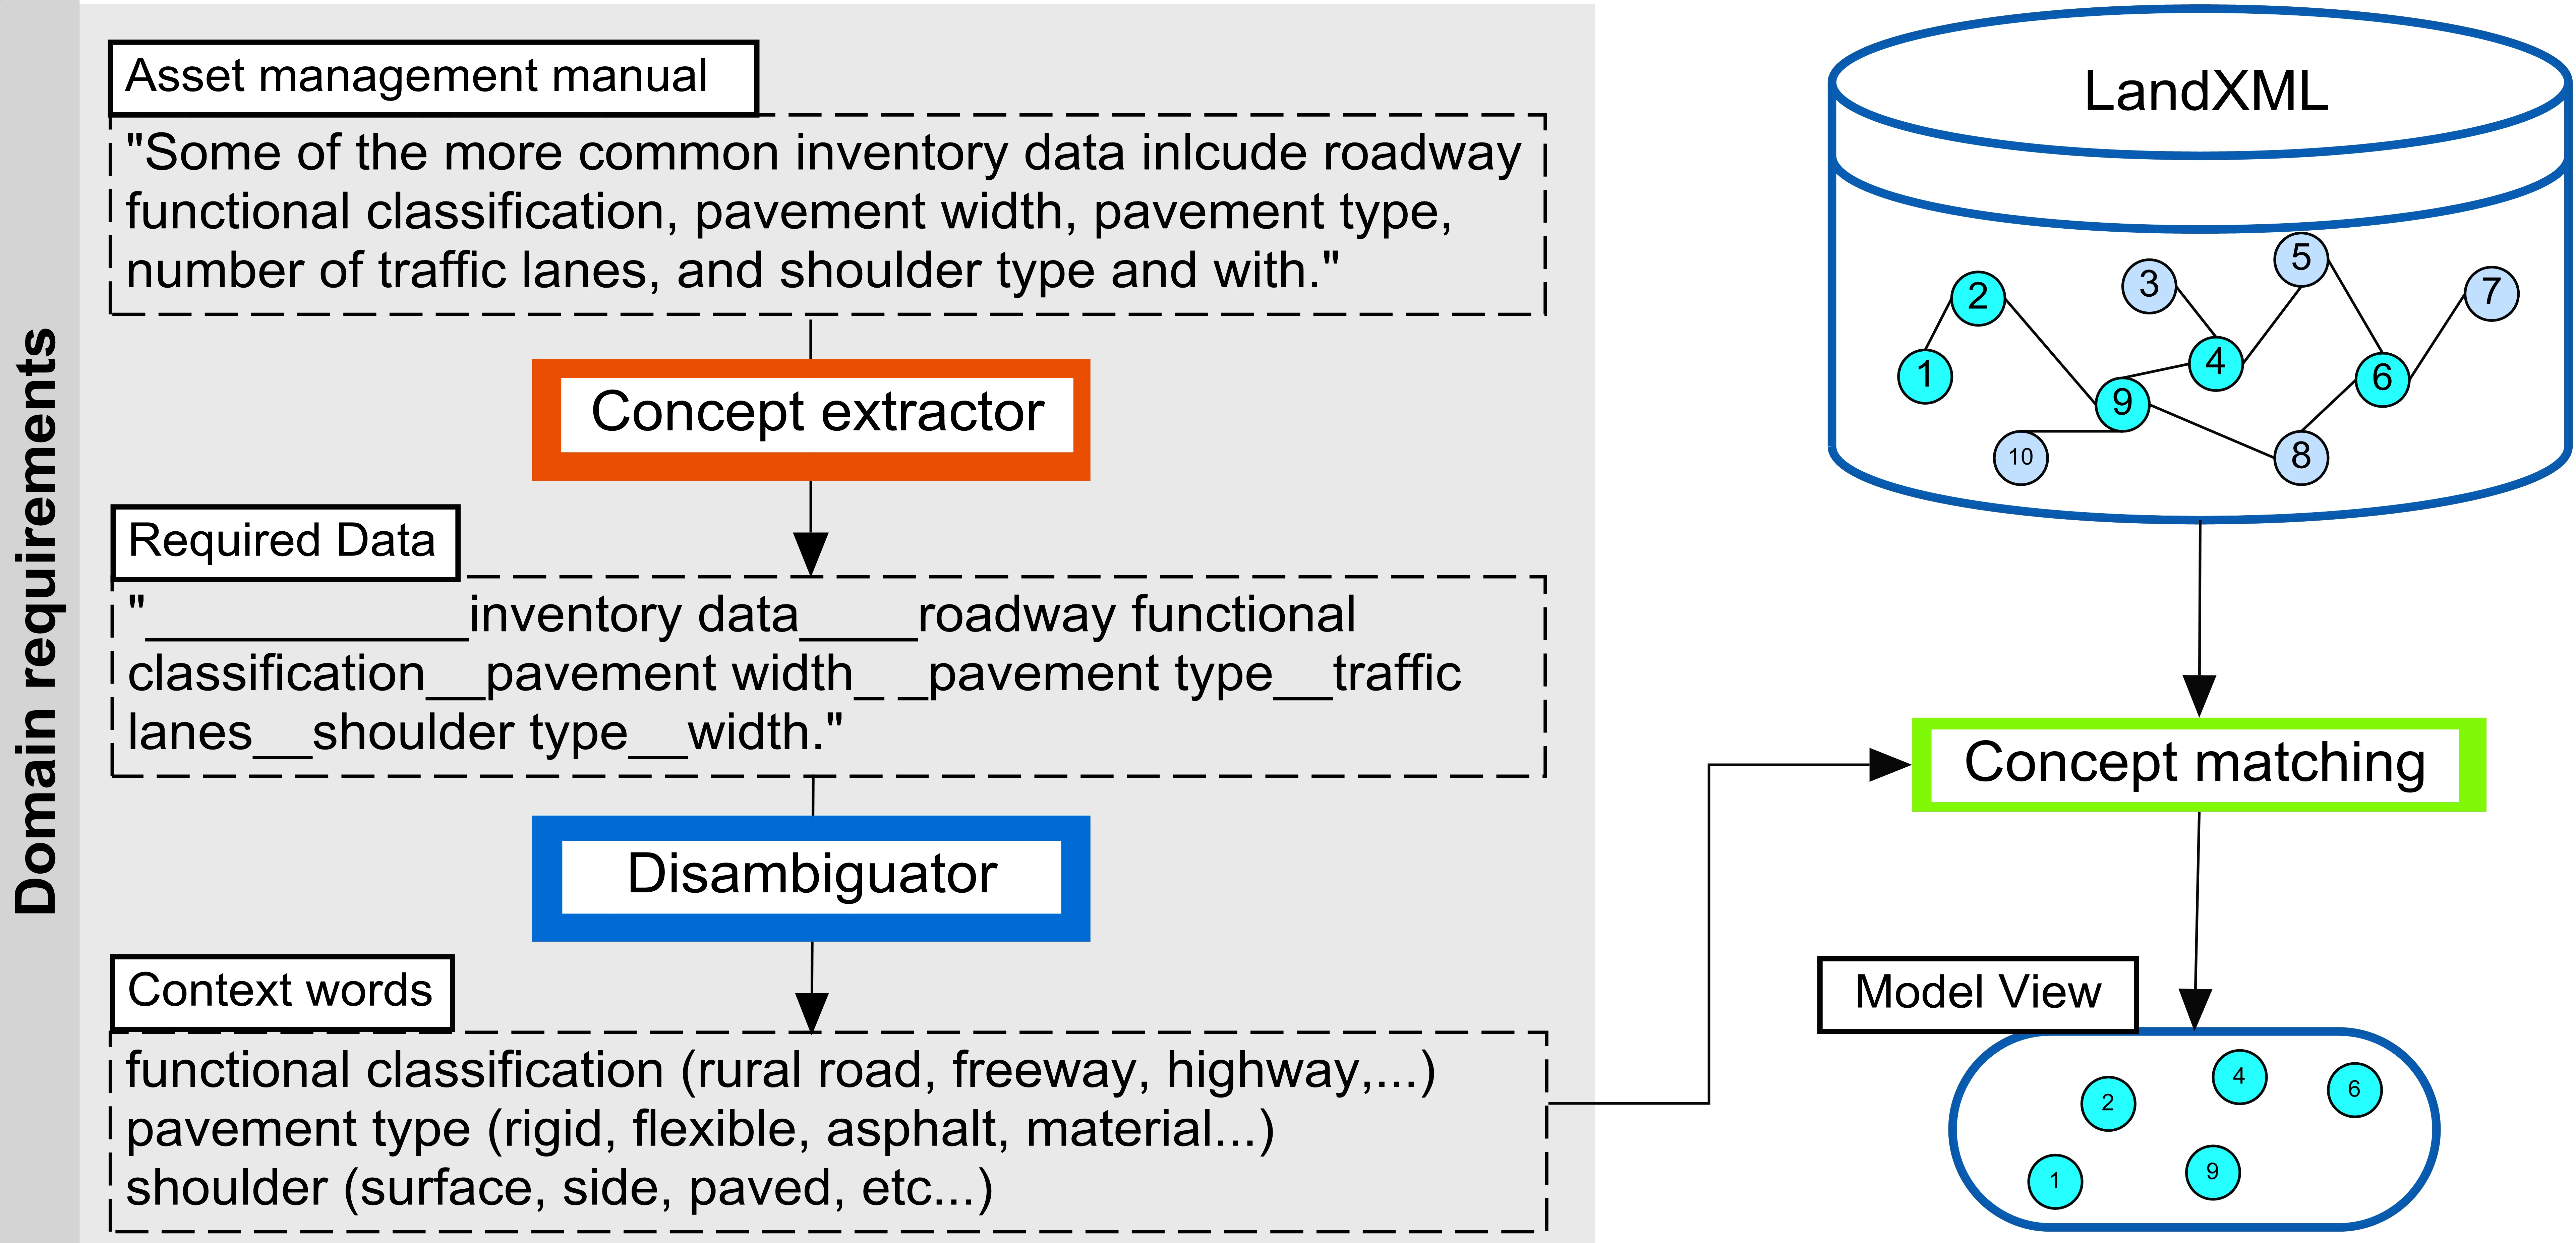 Domain requirements
Asset management manual
"Some of the more common inventory data inlcude roadway
functional classification, pavement width, pavement type,
number of traffic lanes, and shoulder type and with."
Concept extractor
Required Data
"___________inventory data____roadway functional
classification__pavement width_ _pavement type__traffic
lanes__shoulder type__width."
Disambiguator
Context words
functional classification (rural road, freeway, highway,...)
pavement type (rigid, flexible, asphalt, material...)
shoulder (surface, side, paved, etc...)
LandXML
5
3
7
2
4
1
6
9
10
8
Concept matching
Model View
4
6
2
9
1